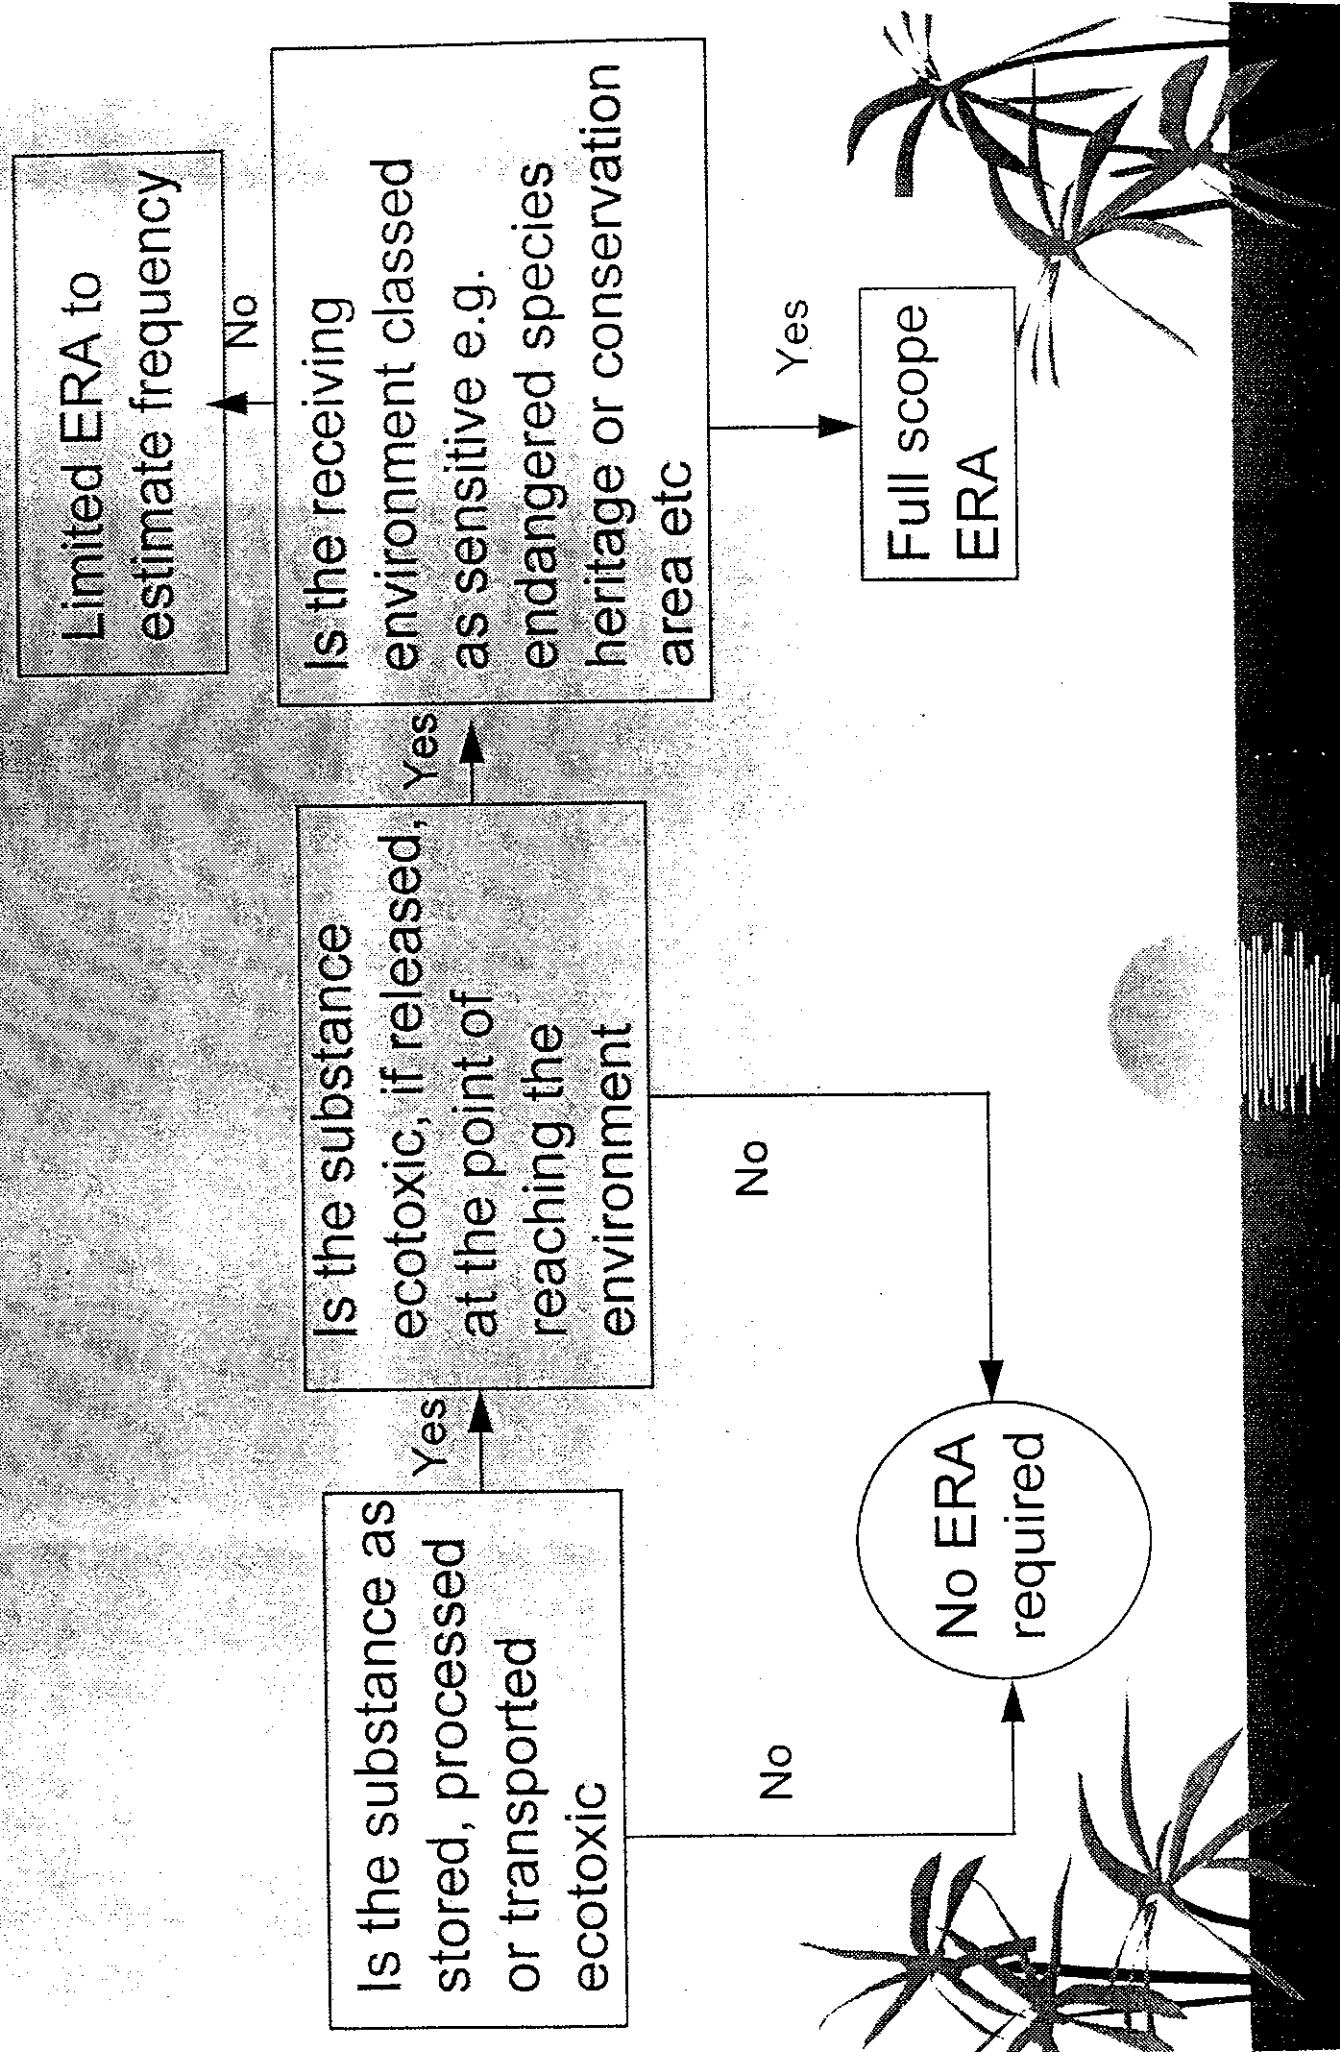 Limited ERA to
estimate frequency
No
Is the substance as
stored, processed
or transported
ecotoxic
Yes
Is the substance
ecotoxic, if released,
at the point of
reaching the
environment
Yes
Is the receiving
environment classed
as sensitive e.g.
endangered species
heritage or conservation
area etc
No
No
Yes
No ERA
required
Full scope
ERA